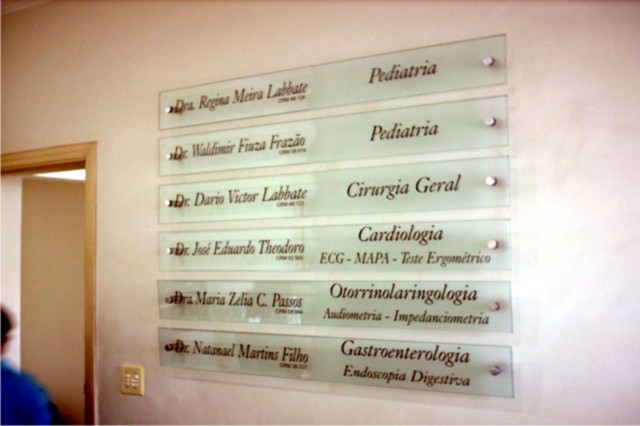 Dra. Regina Meira Labbate Pediatria
Dr. Waldimir Fiuza Frazão Pediatria
Dr. Dario Victor Labbate Cirurgia Geral
Dr. José Eduardo Theodoro Cardiologia
ECG - MAPA - Teste Ergométrico
Dra. Maria Zelia C. Passos Otorrinolaringologia
Audiometria - Impedanciometria
Dr. Natanael Martins Filho Gastroenterologia
Endoscopia Digestiva